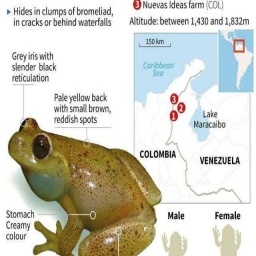 ▸ Hides in clumps of bromeliad,
in cracks or behind waterfalls
3 Nuevas Ideas farm (COL)
Altitude: between 1,430 and 1,832m
150 km
Caribbean
Sea
Grey iris with
slender black
reticulation
Pale yellow back
with small brown,
reddish spots
3
2
1
Lake
Maracaibo
COLOMBIA
VENEZUELA
Stomach
Creamy
colour
Male
Female